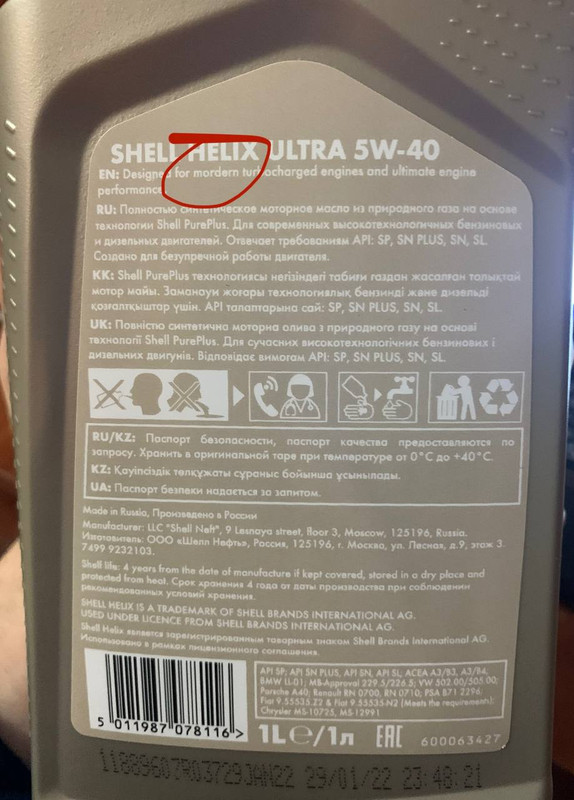 SHELL HELIX ULTRA 5W-40
EN: Designed for mordern turbocharged engines and ultimate engine
performance.
RU: Полностью синтетическое моторное масло из природного газа на основе
технологии Shell PurePlus. Для современных высокотехнологичных бензиновых
и дизельных двигателей. Отвечает требованиям API: SP, SN PLUS, SN, SL.
Создано для безупречной работы двигателя.
KK: Shell PurePlus технологиясы негізіндегі табиғи газдан жасалған толықтай
мотор майы. Заманауи жоғары технологиялық бензинді және дизельді
қозғалқыштар үшін. API талаптарына сай: SP, SN PLUS, SN, SL.
UK: Повністю синтетична моторна олива з природного газу на основі
технології Shell PurePlus. Для сучасних високотехнологічних бензинових і
дизельних двигунів. Відповідає вимогам API: SP, SN PLUS, SN, SL.
RU/KZ: Паспорт безопасности, паспорт качества предоставляются по
запросу. Хранить в оригинальной таре при температуре от 0°C до +40°C.
KZ: Қауіпсіздік төлқұжаты сұраныс бойынша ұсынылады.
UA: Паспорт безпеки надається за запитом.
Made in Russia, Произведено в России
Manufacturer: LLC "Shell Neft", 9 Lesnaya street, floor 3, Moscow, 125196, Russia.
Изготовитель: ООО «Шелл Нефть», Россия, 125196, г. Москва, ул. Лесная, д.9, этаж 3.
7499 9232103.
Shelf life: 4 years from the date of manufacture if kept covered, stored in a dry place and
protected from heat. Срок хранения 4 года от даты производства при соблюдении
рекомендованных условий хранения.
SHELL HELIX IS A TRADEMARK OF SHELL BRANDS INTERNATIONAL AG.
USED UNDER LICENCE FROM SHELL BRANDS INTERNATIONAL AG.
Shell Helix является зарегистрированным товарным знаком Shell Brands International AG.
Использовано в рамках лицензионного соглашения.
API SP; API SN PLUS, API SN, API SL, ACEA A3/B3, A3/B4,
BMW LL-01; MB-Approval 229.5/226.5; VW 502.00/505.00;
Porsche A40; Renault RN 0700, RN 0710; PSA B71 2296;
Fiat 9.55535.Z2 & Fiat 9.55535-N2 (Meets the requirements);
Chrysler MS-10725, MS-12991
5 011987 078116 >
1L e/1л EAC 600063427
29JAN22 29/01/22 23:48:21